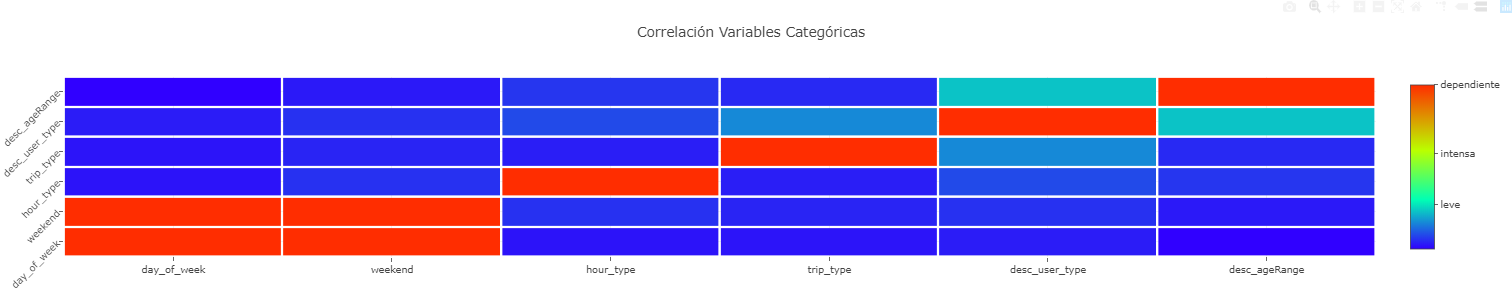 Correlación Variables Categóricas
desc_ageRange
desc_user_type
trip_type
hour_type
weekend
day_of_week
day_of_week
weekend
hour_type
trip_type
desc_user_type
desc_ageRange
dependiente
intensa
leve